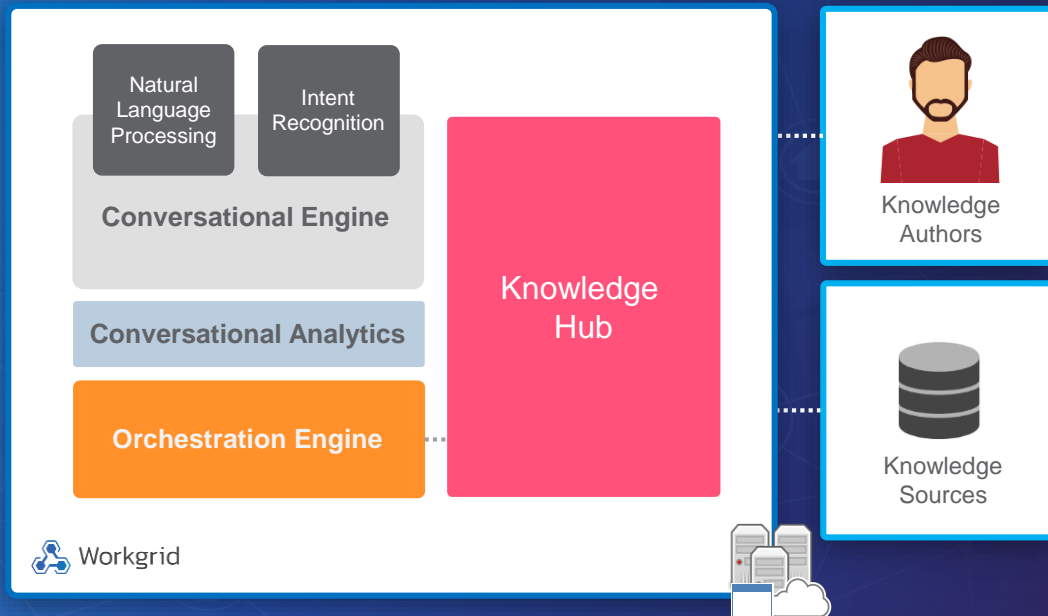 Natural
Language
Processing
Intent
Recognition
Conversational Engine
Conversational Analytics
Orchestration Engine
Knowledge
Hub
Workgrid
Knowledge
Authors
Knowledge
Sources